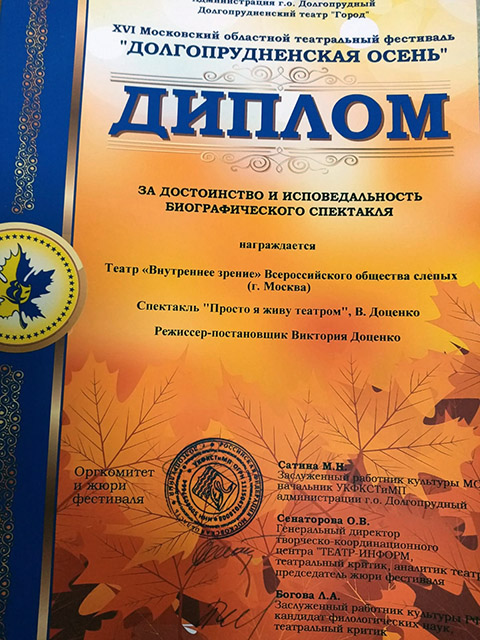 Администрация г.о. Долгопрудный
Долгопрудненский театр "Город"
XVI Московский областной театральный фестиваль
"ДОЛГОПРУДНЕНСКАЯ ОСЕНЬ"
ДИПЛОМ
ЗА ДОСТОИНСТВО И ИСПОВЕДАЛЬНОСТЬ
БИОГРАФИЧЕСКОГО СПЕКТАКЛЯ
награждается
Театр «Внутреннее зрение» Всероссийского общества слепых
(г. Москва)
Спектакль "Просто я живу театром", В. Доценко
Режиссер-постановщик Виктория Доценко
Оргкомитет
и жюри
фестиваля
Сатина М.Н.
Заслуженный работник культуры МО
начальник УКФКСТиМП
администрации г.о. Долгопрудный
Сенаторова О.В.
Генеральный директор
творческо-координационного
центра "ТЕАТР-ИНФОРМ,
театральный критик, аналитик теат
председатель жюри фестиваля
Богова Л.А.
Заслуженный работник культуры РФ
кандидат филологических наук,
театральный критик